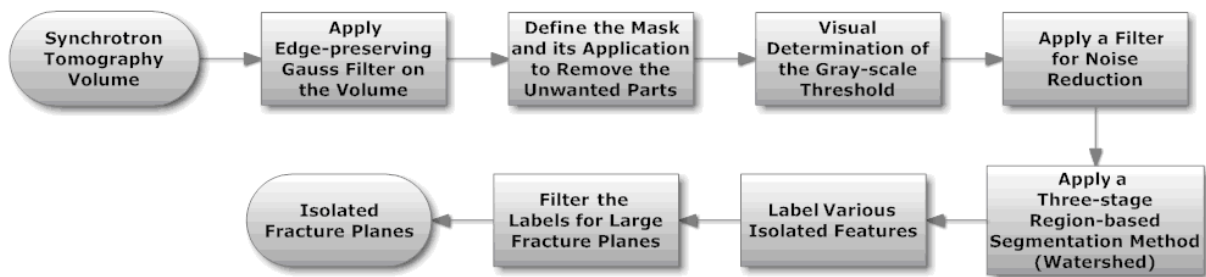 Synchrotron
Tomography
Volume
Apply
Edge-preserving
Gauss Filter on
the Volume
Define the Mask
and its Application
to Remove the
Unwanted Parts
Visual
Determination of
the Gray-scale
Threshold
Apply a Filter
for Noise
Reduction
Apply a
Three-stage
Region-based
Segmentation Method
(Watershed)
Label Various
Isolated Features
Filter the
Labels for Large
Fracture Planes
Isolated
Fracture Planes